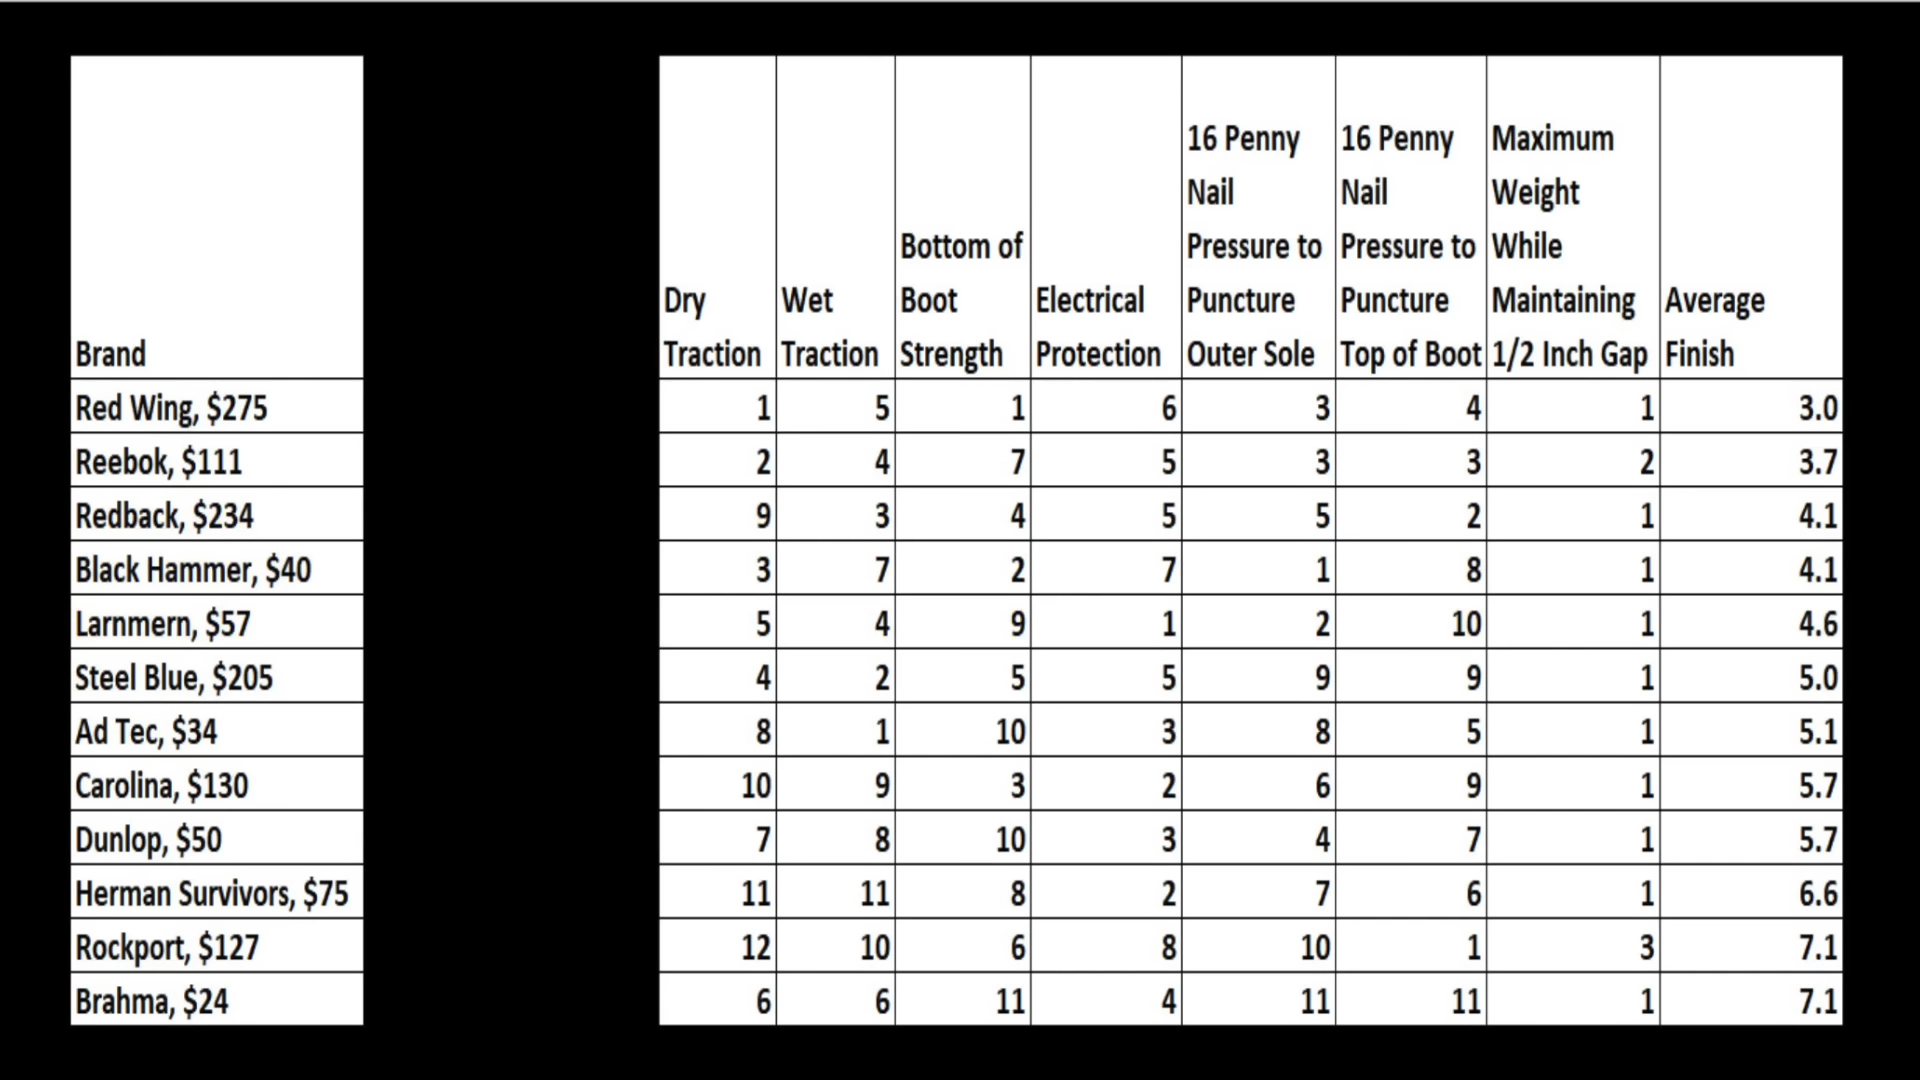 16 Penny 16 Penny Maximum
Nail Nail Weight
Bottom of Pressure to Pressure to While
Dry Wet Boot Electrical Puncture Puncture Maintaining Average
Brand Traction Traction Strength Protection Outer Sole Top of Boot 1/2 Inch Gap Finish
Red Wing, $275 1 5 1 6 3 4 1 3.0
Reebok, $111 2 4 7 5 3 3 2 3.7
Redback, $234 9 3 4 5 5 2 1 4.1
Black Hammer, $40 3 7 2 7 1 8 1 4.1
Larnmern, $57 5 4 9 1 2 10 1 4.6
Steel Blue, $205 4 2 5 5 9 9 1 5.0
Ad Tec, $34 8 1 10 3 8 5 1 5.1
Carolina, $130 10 9 3 2 6 9 1 5.7
Dunlop, $50 7 8 10 3 4 7 1 5.7
Herman Survivors, $75 11 11 8 2 7 6 1 6.6
Rockport, $127 12 10 6 8 10 1 3 7.1
Brahma, $24 6 6 11 4 11 11 1 7.1